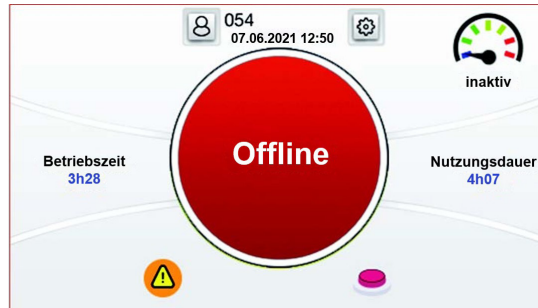 054
07.06.2021 12:50
inaktiv
Offline
Betriebszeit
3h28
Nutzungsdauer
4h07